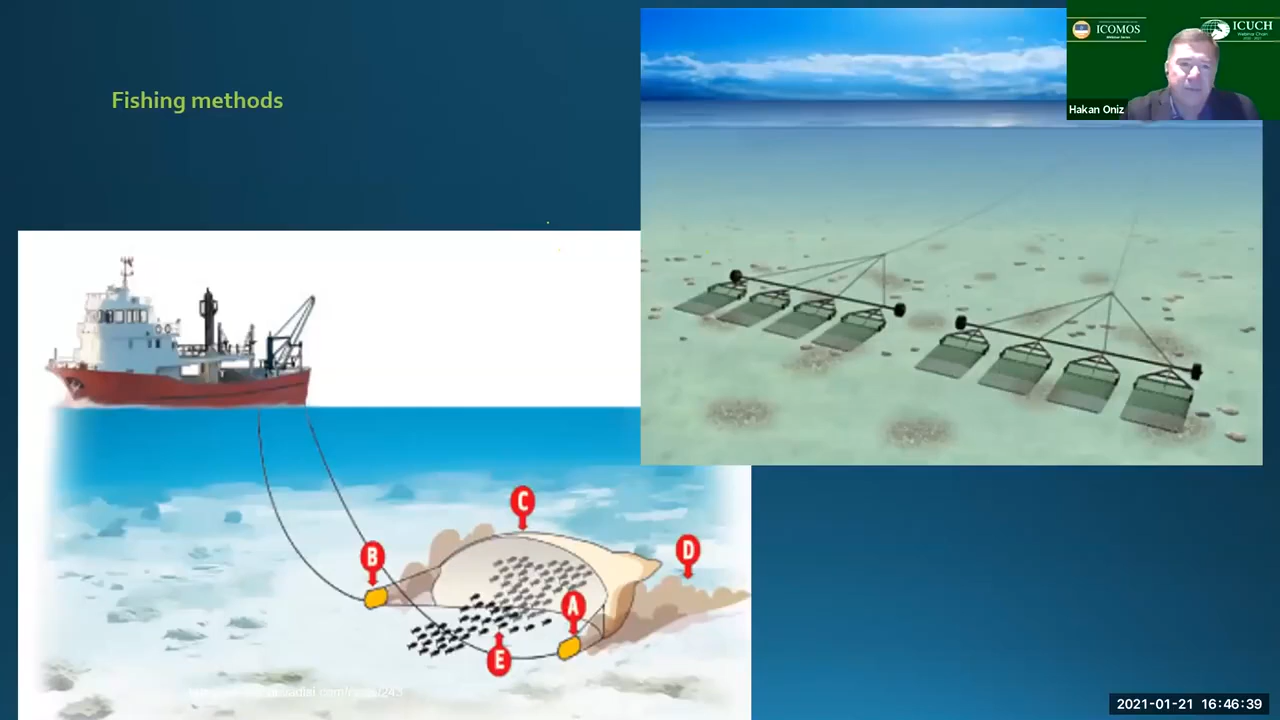 Fishing methods
ICOMOS
ICUCH
Hakan Oniz
C
B
D
A
E
2021-01-21 16:46:39